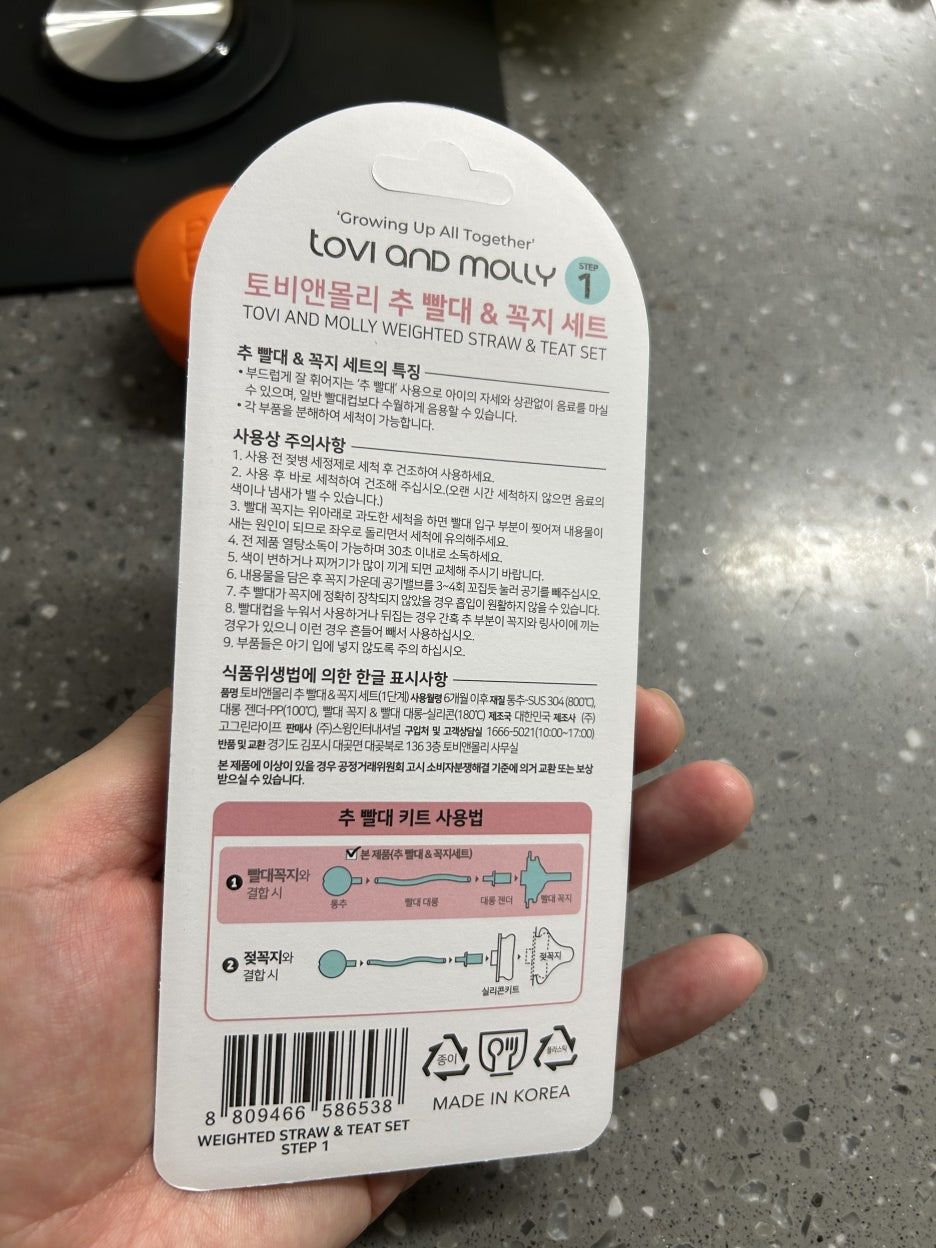 'Growing Up All Together'
tovi and molly
STEP
1
토비앤몰리 추 빨대 & 꼭지 세트
TOVI AND MOLLY WEIGHTED STRAW & TEAT SET
추 빨대 & 꼭지 세트의 특징
• 부드럽게 잘 휘어지는 '추 빨대' 사용으로 아이의 자세와 상관없이 음료를 마실
수 있으며, 일반 빨대컵보다 수월하게 음용할 수 있습니다.
• 각 부품을 분해하여 세척이 가능합니다.
사용상 주의사항
1. 사용 전 젖병 세정제로 세척 후 건조하여 사용하세요.
2. 사용 후 바로 세척하여 건조해 주십시오.(오랜 시간 세척하지 않으면 음료의
색이나 냄새가 밸 수 있습니다.)
3. 빨대 꼭지는 위아래로 과도한 세척을 하면 빨대 입구 부분이 찢어져 내용물이
새는 원인이 되므로 좌우로 돌리면서 세척에 유의해주세요.
4. 전 제품 열탕소독이 가능하며 30초 이내로 소독하세요.
5. 색이 변하거나 찌꺼기가 많이 끼게 되면 교체해 주시기 바랍니다.
6. 내용물을 담은 후 꼭지 가운데 공기밸브를 3~4회 꼬집듯 눌러 공기를 빼주십시오.
7. 추 빨대가 꼭지에 정확히 장착되지 않았을 경우 흡입이 원활하지 않을 수 있습니다.
8. 빨대컵을 누워서 사용하거나 뒤집는 경우 간혹 추 부분이 꼭지와 링사이에 끼는
경우가 있으니 이런 경우 흔들어 빼서 사용하십시오.
9. 부품들은 아기 입에 넣지 않도록 주의 하십시오.
식품위생법에 의한 한글 표시사항
품명 토비앤몰리 추 빨대 & 꼭지 세트(1단계) 사용월령 6개월 이후 재질 통추-SUS 304 (800℃),
대롱 젠더-PP(100℃), 빨대 꼭지 & 빨대 대롱-실리콘(180℃) 제조국 대한민국 제조사 (주)
고그린라이프 판매사 (주)스윙인터내셔널 구입처 및 고객상담실 1666-5021(10:00~17:00)
반품 및 교환 경기도 김포시 대곶면 대곶북로 136 3층 토비앤몰리 사무실
본 제품에 이상이 있을 경우 공정거래위원회 고시 소비자분쟁해결 기준에 의거 교환 또는 보상
받으실 수 있습니다.
추 빨대 키트 사용법
본 제품(추 빨대 & 꼭지세트)
1 빨대꼭지와
결합 시
통추 빨대 대롱 대롱 젠더 빨대 꼭지
2 젖꼭지와
결합 시
젖꼭지
실리콘키트
종이
플라스틱
MADE IN KOREA
8 809466 586538
WEIGHTED STRAW & TEAT SET
STEP 1